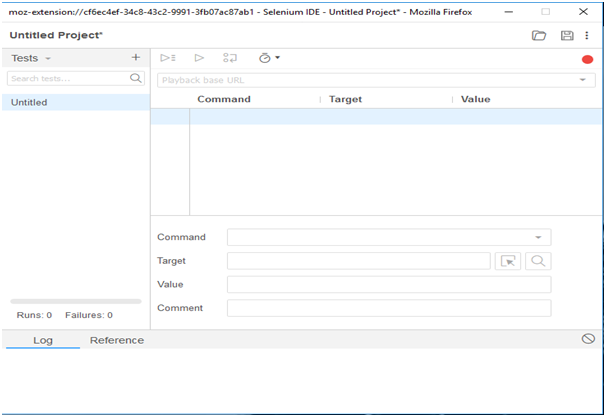 moz-extension://cf6ec4ef-34c8-43c2-9991-3fb07ac87ab1 - Selenium IDE - Untitled Project* - Mozilla Firefox
Untitled Project*
Tests
Search tests...
Playback base URL
Untitled
Command Target Value
Command
Target
Value
Comment
Runs: 0 Failures: 0
Log Reference